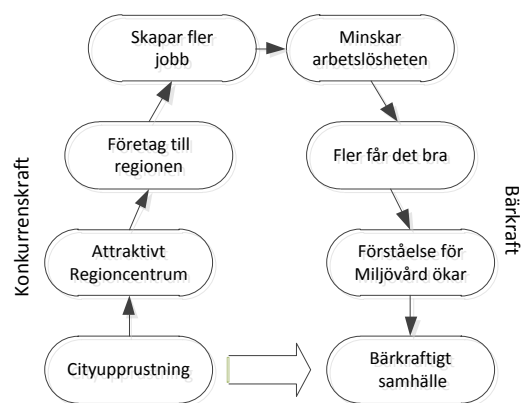 Skapar fler
jobb
Minskar
arbetslösheten
Företag till
regionen
Fler får det bra
Konkurrenskraft
Bärkraft
Attraktivt
Regioncentrum
Förståelse för
Miljövård ökar
Cityupprustning
Bärkraftigt
samhälle